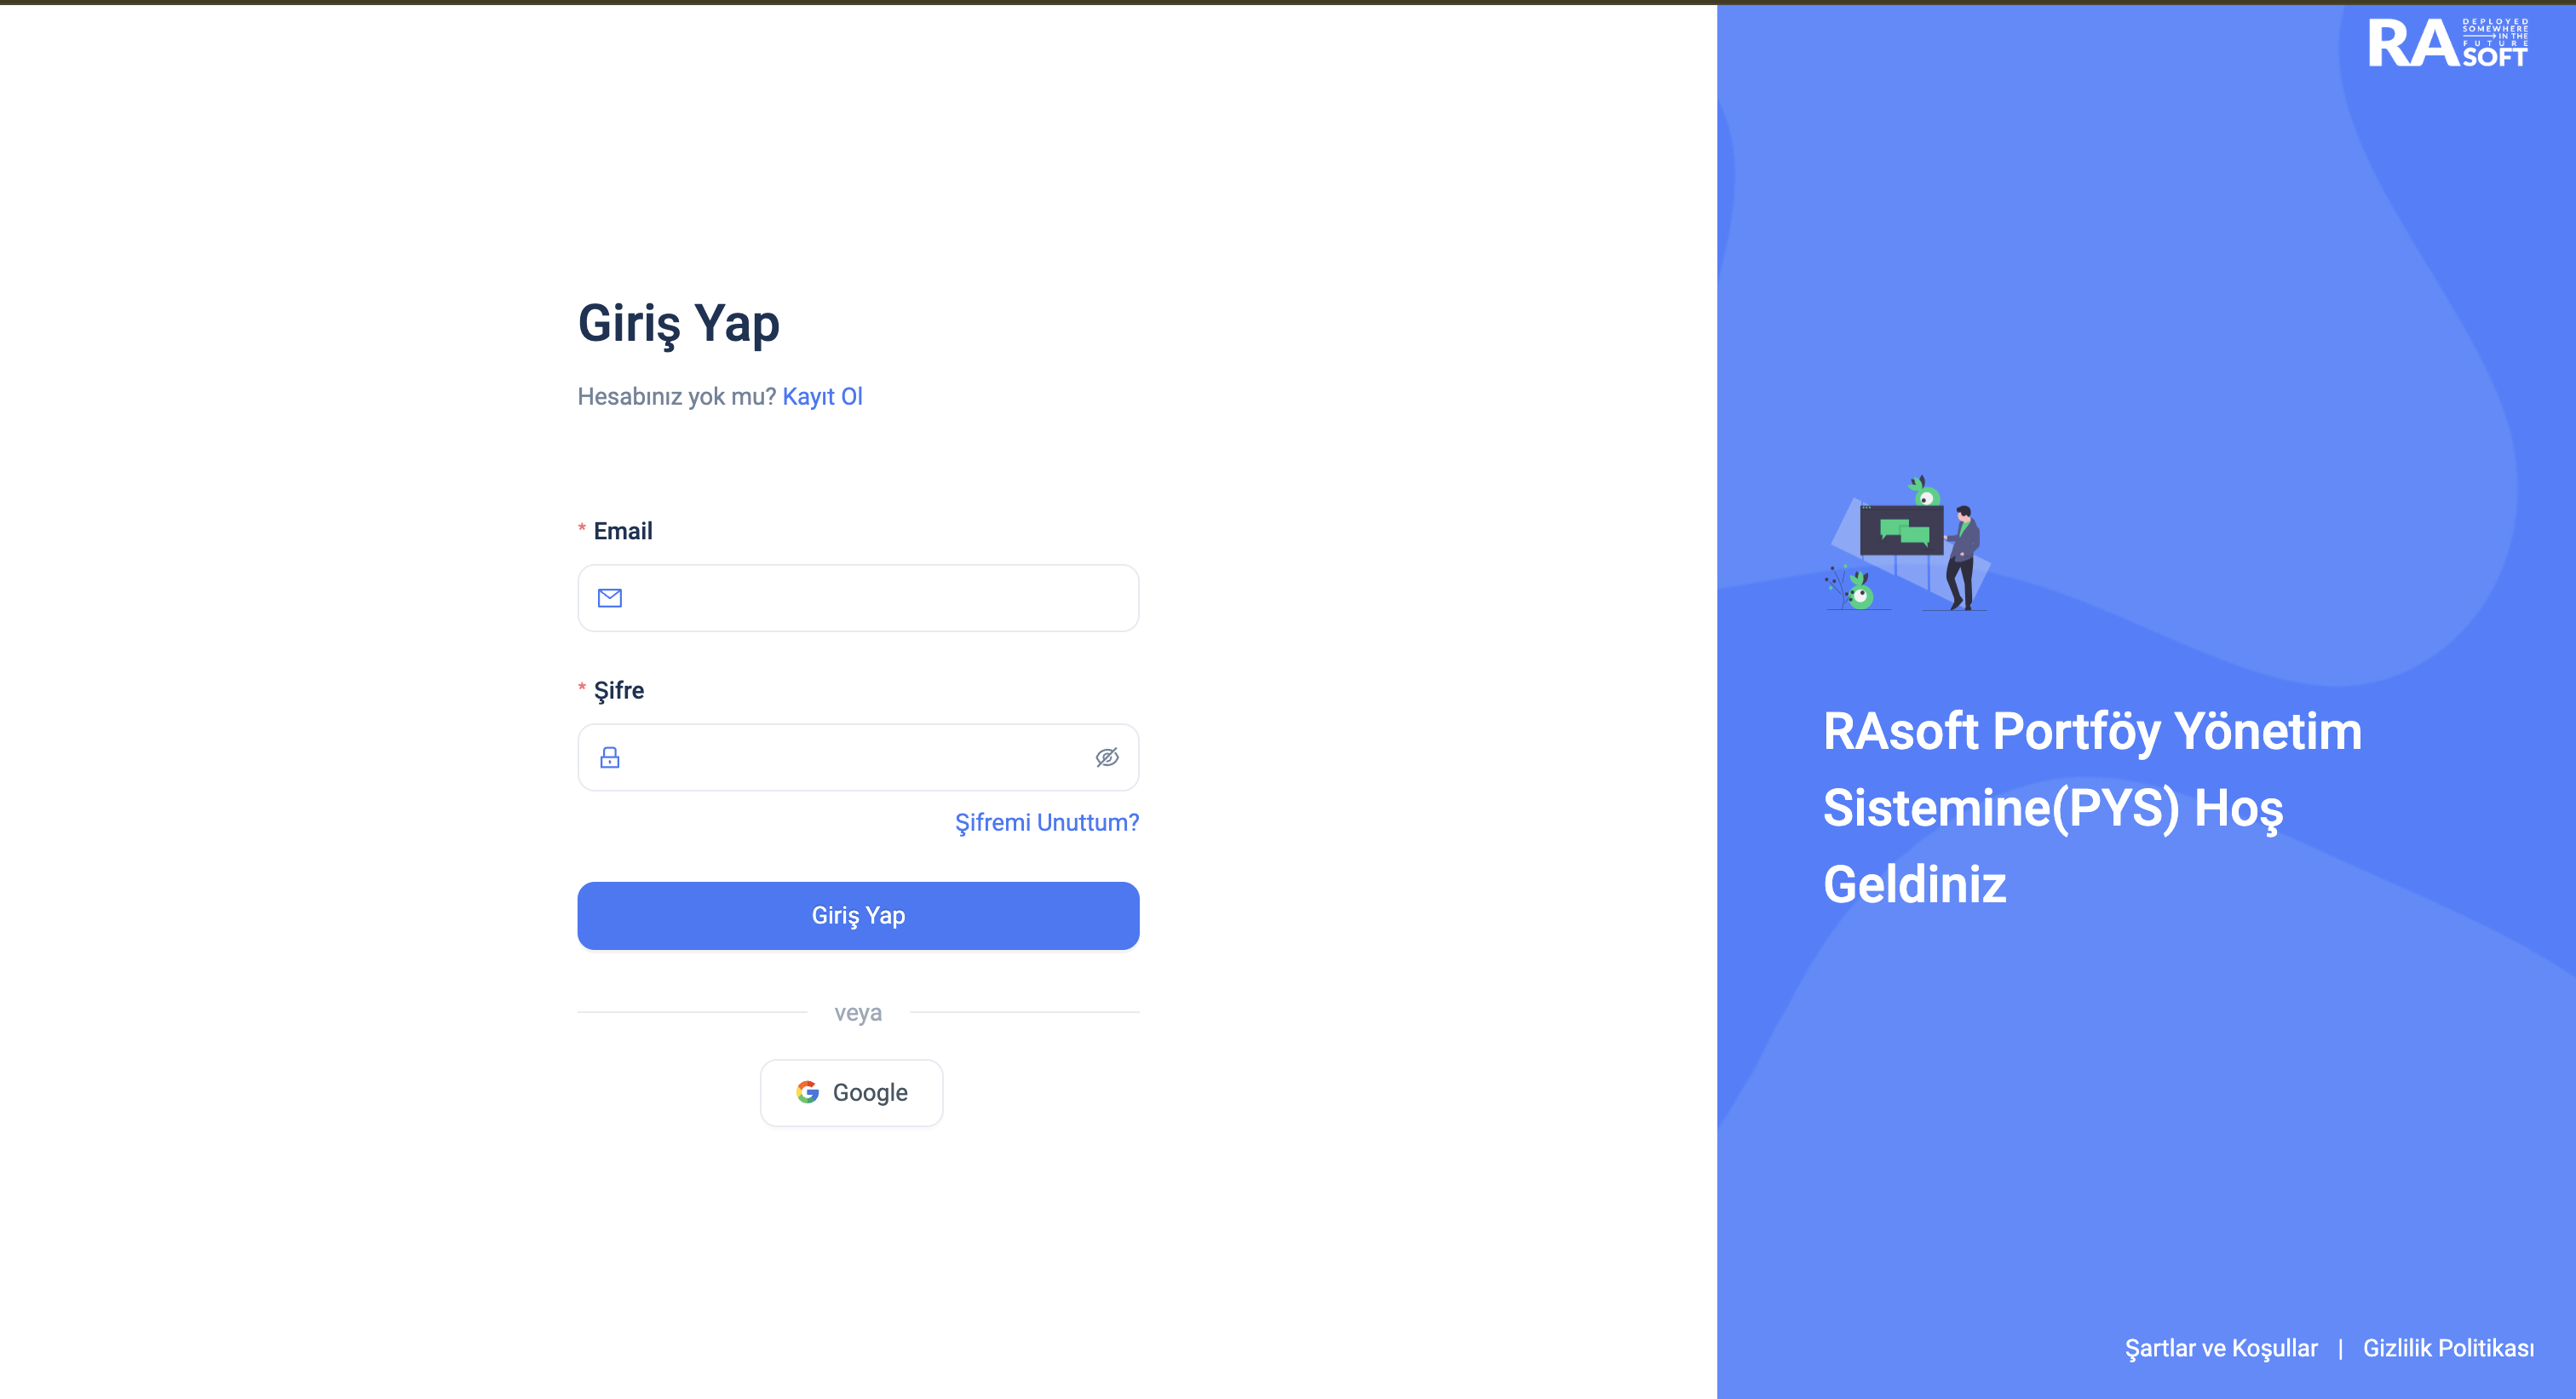 Giriş Yap
Hesabınız yok mu? Kayıt Ol
* Email
* Şifre
Şifremi Unuttum?
Giriş Yap
veya
Google
RA
DEPLOYED
SOMEWHERE
IN THE
FUTURE
SOFT
RAsoft Portföy Yönetim
Sistemine(PYS) Hoş
Geldiniz
Şartlar ve Koşullar | Gizlilik Politikası